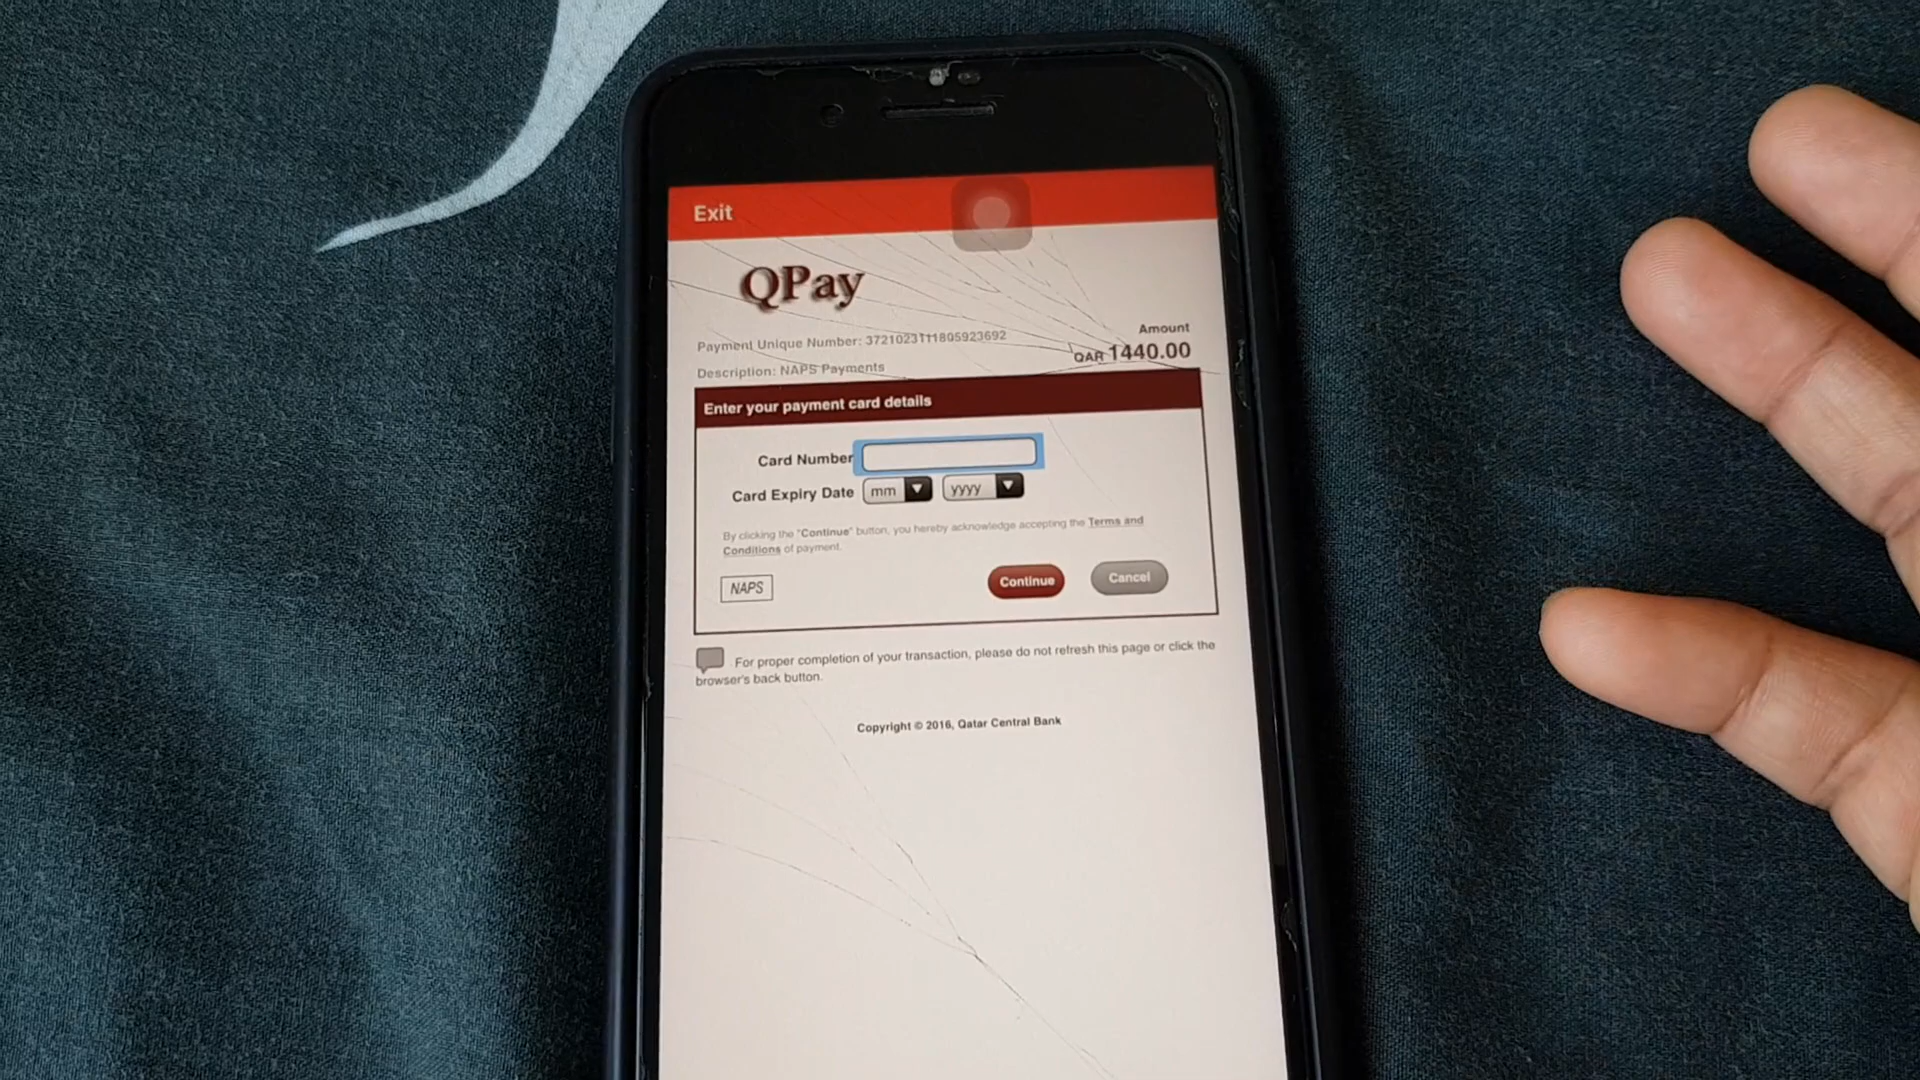 Exit
QPay
Payment Unique Number: 3721023111805923692
Amount
QAR 1440.00
Description: NAPS Payments
Enter your payment card details
Card Number
Card Expiry Date mm yyyy
By clicking the "Continue" button, you hereby acknowledge accepting the Terms and
Conditions of payment.
NAPS
Continue
Cancel
For proper completion of your transaction, please do not refresh this page or click the
browser's back button.
Copyright © 2016, Qatar Central Bank